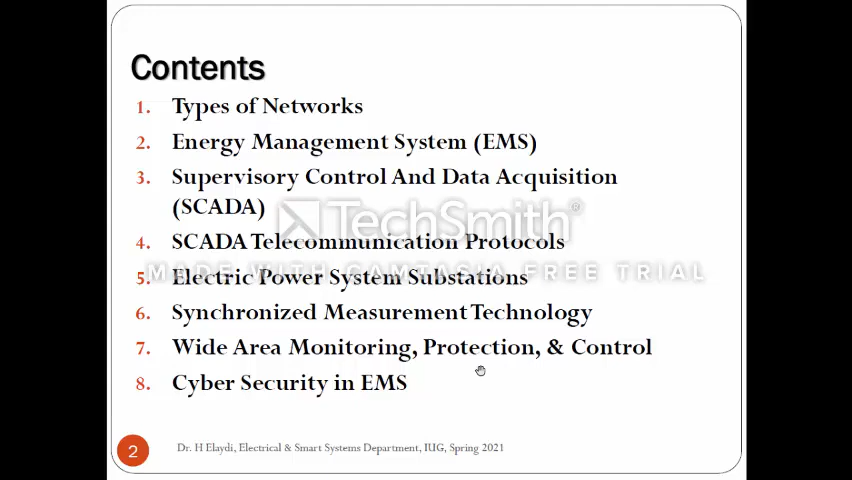 Contents
1. Types of Networks
2. Energy Management System (EMS)
3. Supervisory Control And Data Acquisition
(SCADA)
TechSmith®
4. SCADA Telecommunication Protocols
MADE WITH CAMTASIA FREE TRIAL
5. Electric Power System Substations
6. Synchronized Measurement Technology
7. Wide Area Monitoring, Protection, & Control
8. Cyber Security in EMS
2 Dr. H Elaydi, Electrical & Smart Systems Department, IUG, Spring 2021